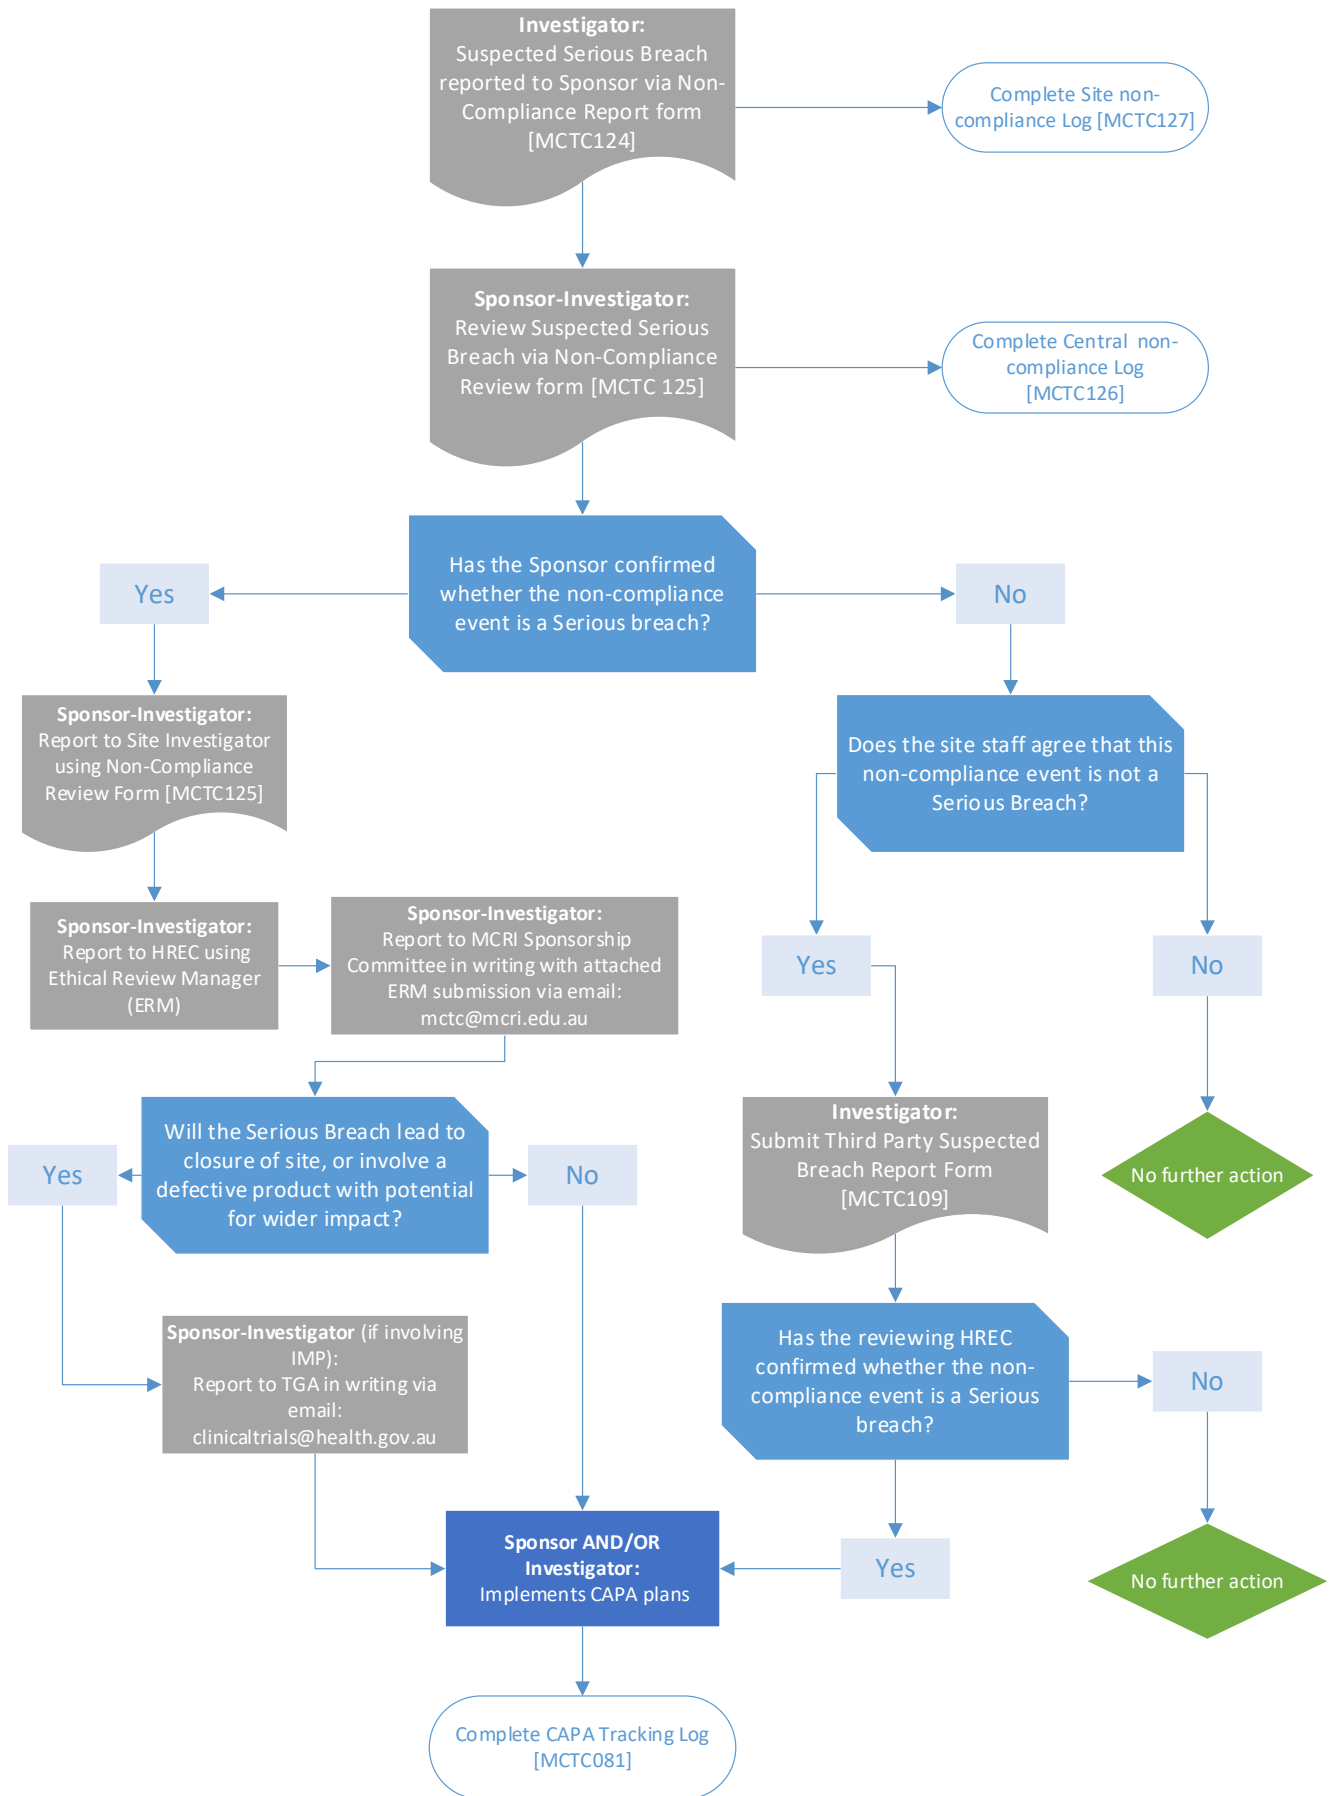 Investigator:
Suspected Serious Breach
reported to Sponsor via Non-
Compliance Report form
[MCTC124]
Complete Site non-
compliance Log [MCTC127]
Sponsor-Investigator:
Review Suspected Serious
Breach via Non-Compliance
Review form [MCTC 125]
Complete Central non-
compliance Log
[MCTC126]
Has the Sponsor confirmed
whether the non-compliance
event is a Serious breach?
Yes
No
Sponsor-Investigator:
Report to Site Investigator
using Non-Compliance
Review Form [MCTC125]
Does the site staff agree that this
non-compliance event is not a
Serious Breach?
Sponsor-Investigator:
Report to HREC using
Ethical Review Manager
(ERM)
Sponsor-Investigator:
Report to MCRI Sponsorship
Committee in writing with attached
ERM submission via email:
mctc@mcri.edu.au
Yes
No
Will the Serious Breach lead to
closure of site, or involve a
defective product with potential
for wider impact?
Yes
No
Investigator:
Submit Third Party Suspected
Breach Report Form
[MCTC109]
No further action
Sponsor-Investigator (if involving
IMP):
Report to TGA in writing via
email:
clinicaltrials@health.gov.au
Has the reviewing HREC
confirmed whether the non-
compliance event is a Serious
breach?
No
Sponsor AND/OR
Investigator:
Implements CAPA plans
Yes
No further action
Complete CAPA Tracking Log
[MCTC081]